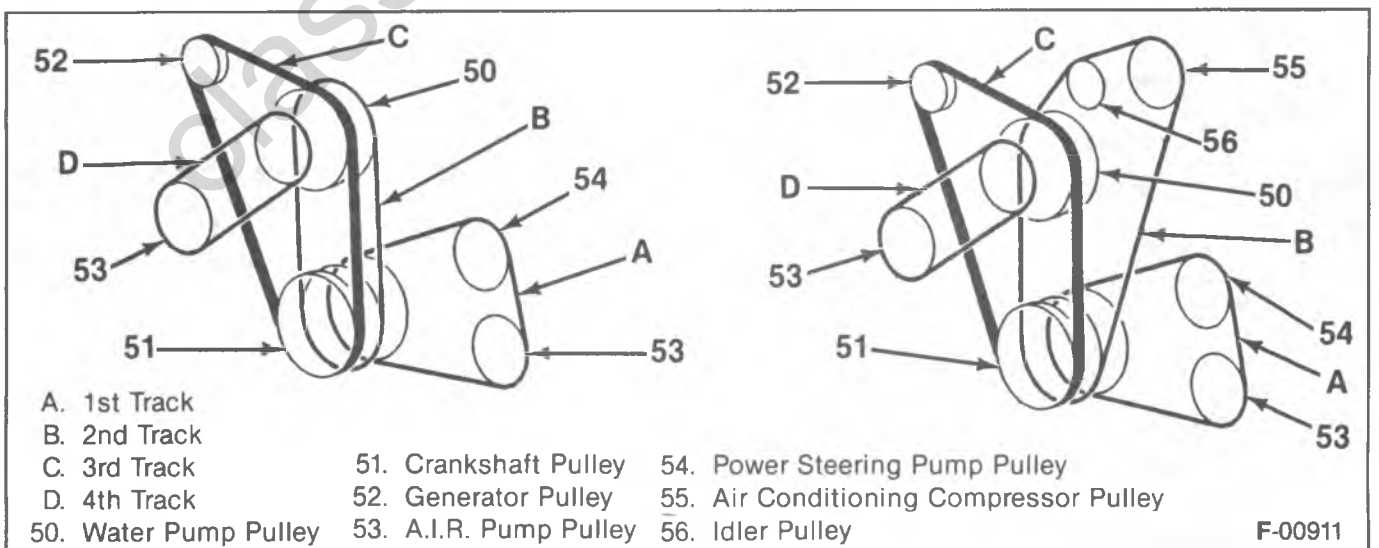 class
52
C
50
B
D
54
A
53
51
53
52
C
55
56
D
50
B
53
54
51
A
53
A. 1st Track
B. 2nd Track
C. 3rd Track
D. 4th Track
50. Water Pump Pulley
51. Crankshaft Pulley
52. Generator Pulley
53. A.I.R. Pump Pulley
54. Power Steering Pump Pulley
55. Air Conditioning Compressor Pulley
56. Idler Pulley
F-00911